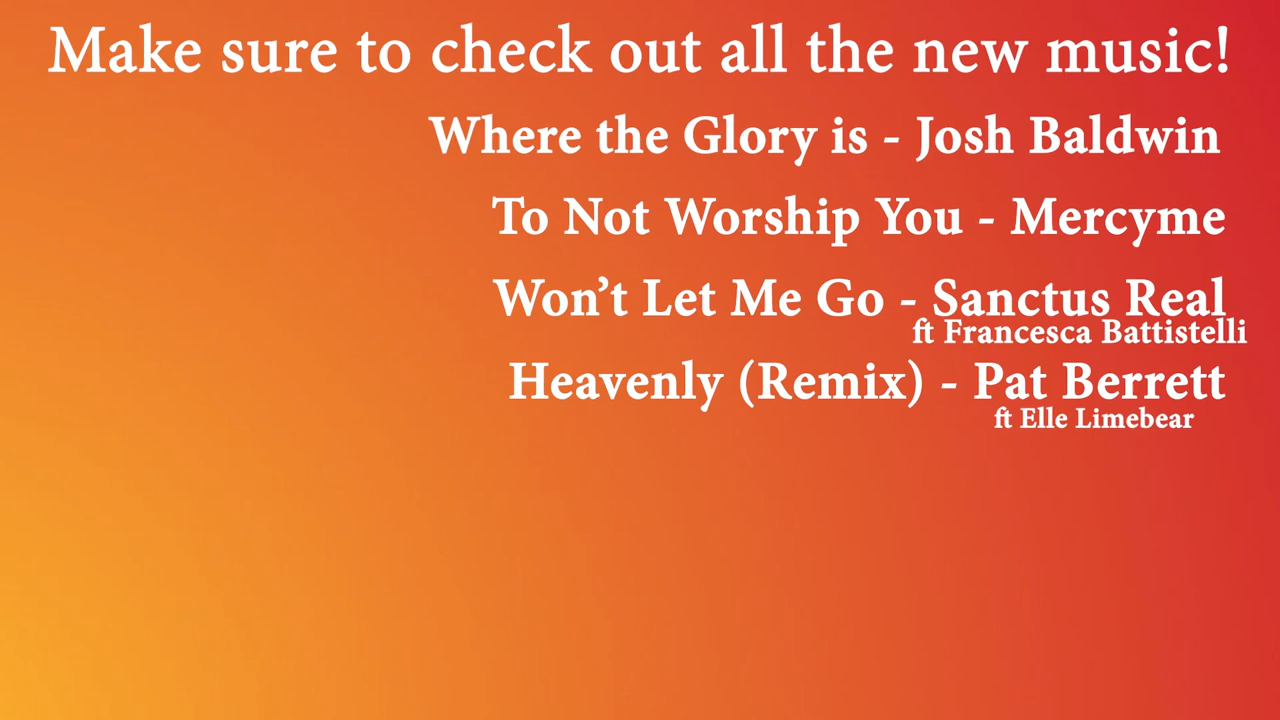 Make sure to check out all the new music!
Where the Glory is - Josh Baldwin
To Not Worship You - Mercyme
Won’t Let Me Go - Sanctus Real
ft Francesca Battistelli
Heavenly (Remix) - Pat Berrett
ft Elle Limebear